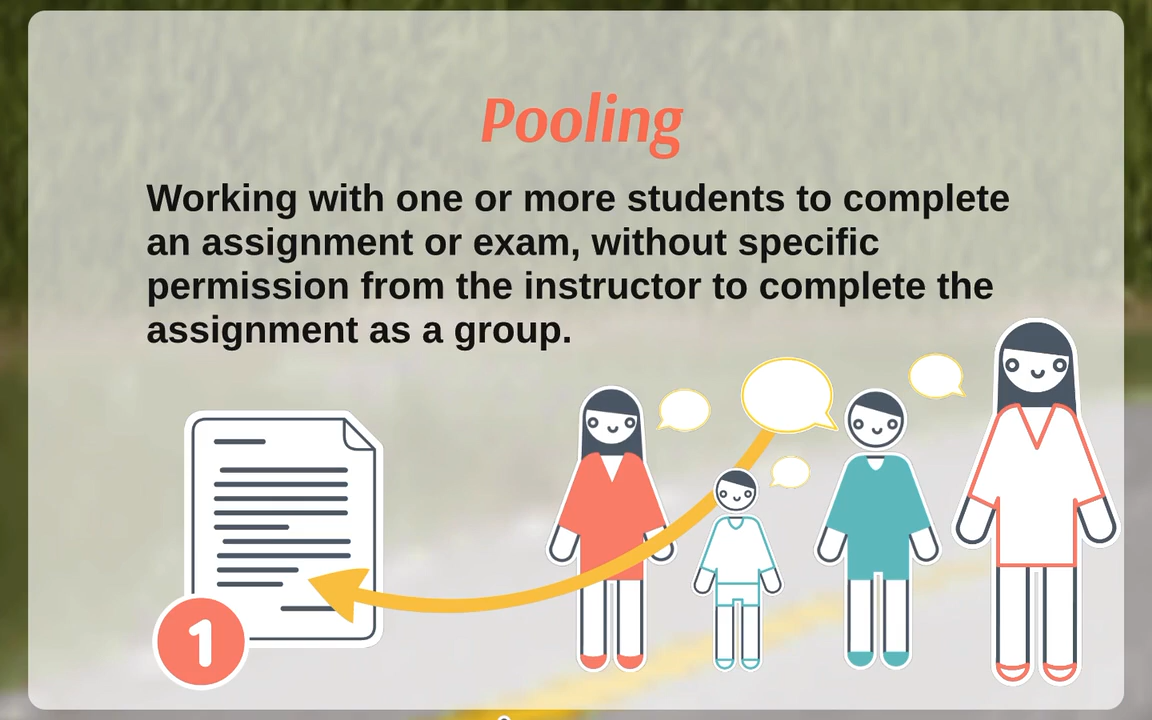 Pooling
Working with one or more students to complete
an assignment or exam, without specific
permission from the instructor to complete the
assignment as a group.
1